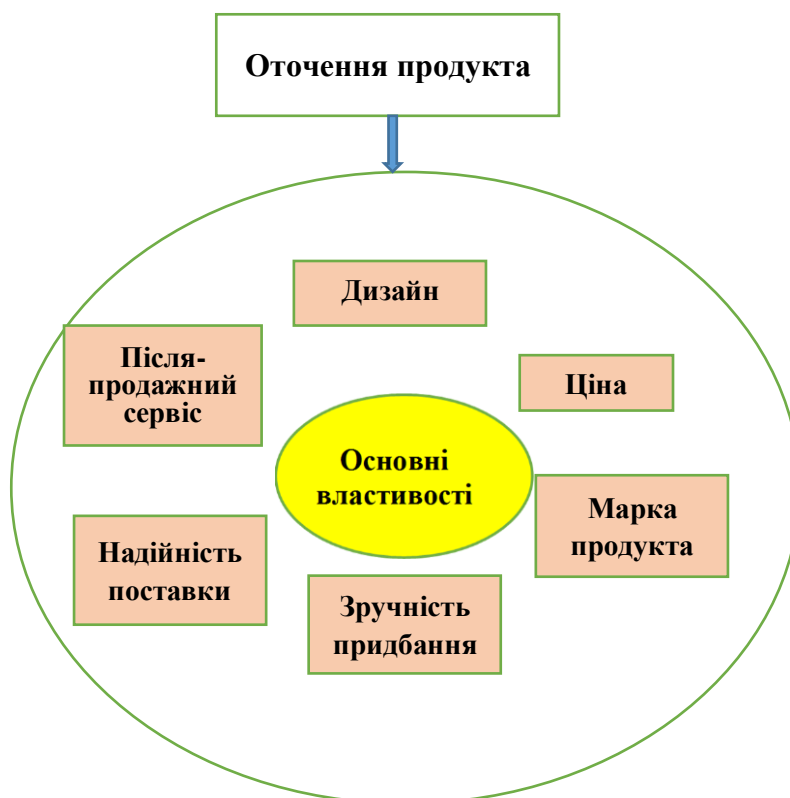 Оточення продукта
Дизайн
Після-
продажний
сервіс
Ціна
Основні
властивості
Марка
продукта
Надійність
поставки
Зручність
придбання